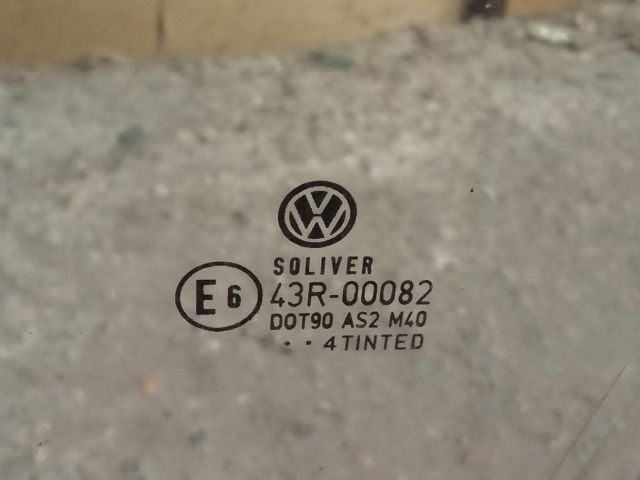 SOLIVER
E6 43R-00082
DOT90 AS2 M40
··4TINTED